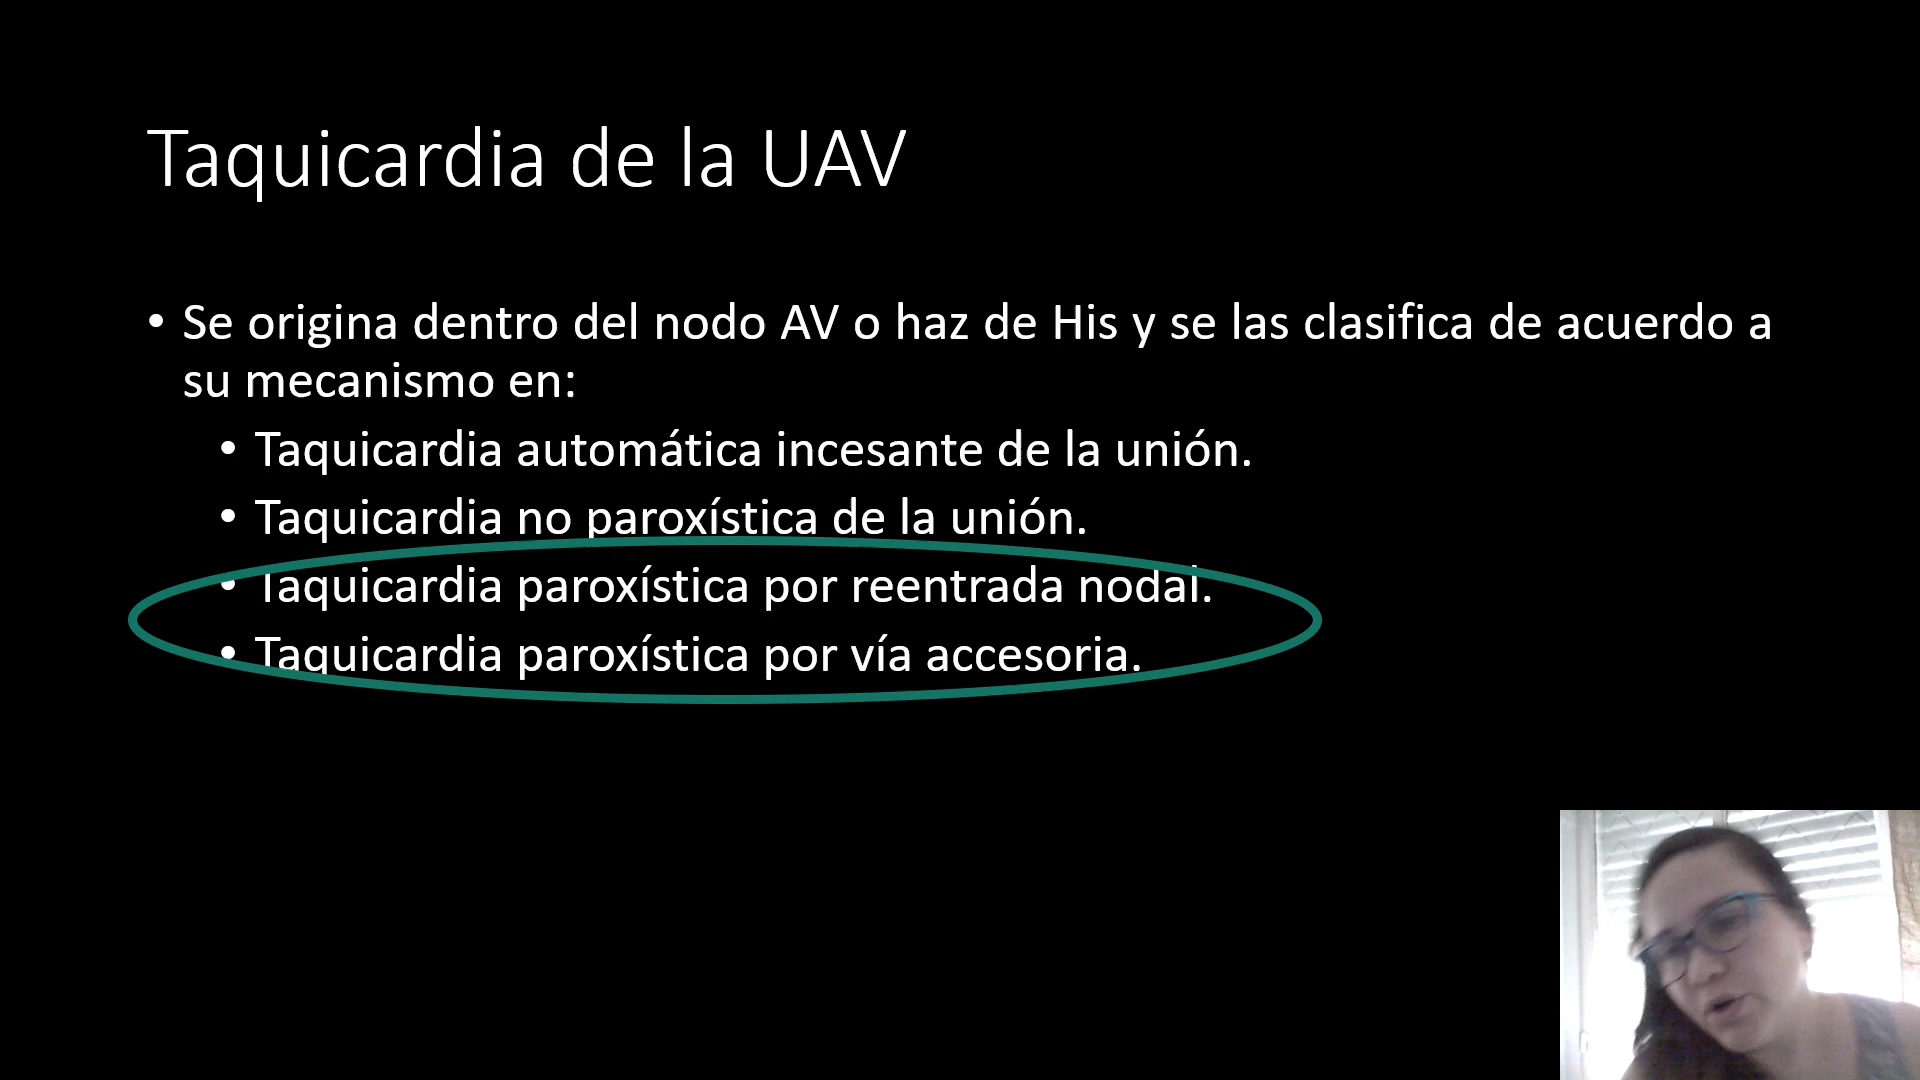 Taquicardia de la UAV
• Se origina dentro del nodo AV o haz de His y se las clasifica de acuerdo a
su mecanismo en:
• Taquicardia automática incesante de la unión.
• Taquicardia no paroxística de la unión.
• Taquicardia paroxística por reentrada nodal.
• Taquicardia paroxística por vía accesoria.